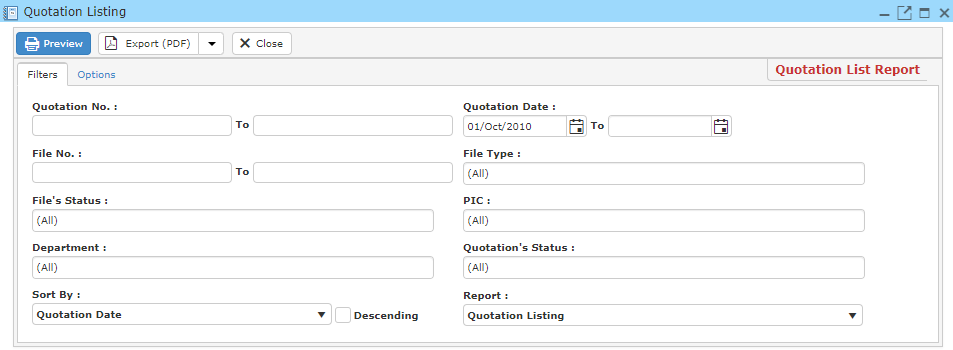 Quotation Listing
Preview Export (PDF) Close
Filters Options Quotation List Report
Quotation No. : Quotation Date :
To 01/Oct/2010 To
File No. : File Type :
To (All)
File's Status : PIC :
(All) (All)
Department : Quotation's Status :
(All) (All)
Sort By : Report :
Quotation Date Descending Quotation Listing